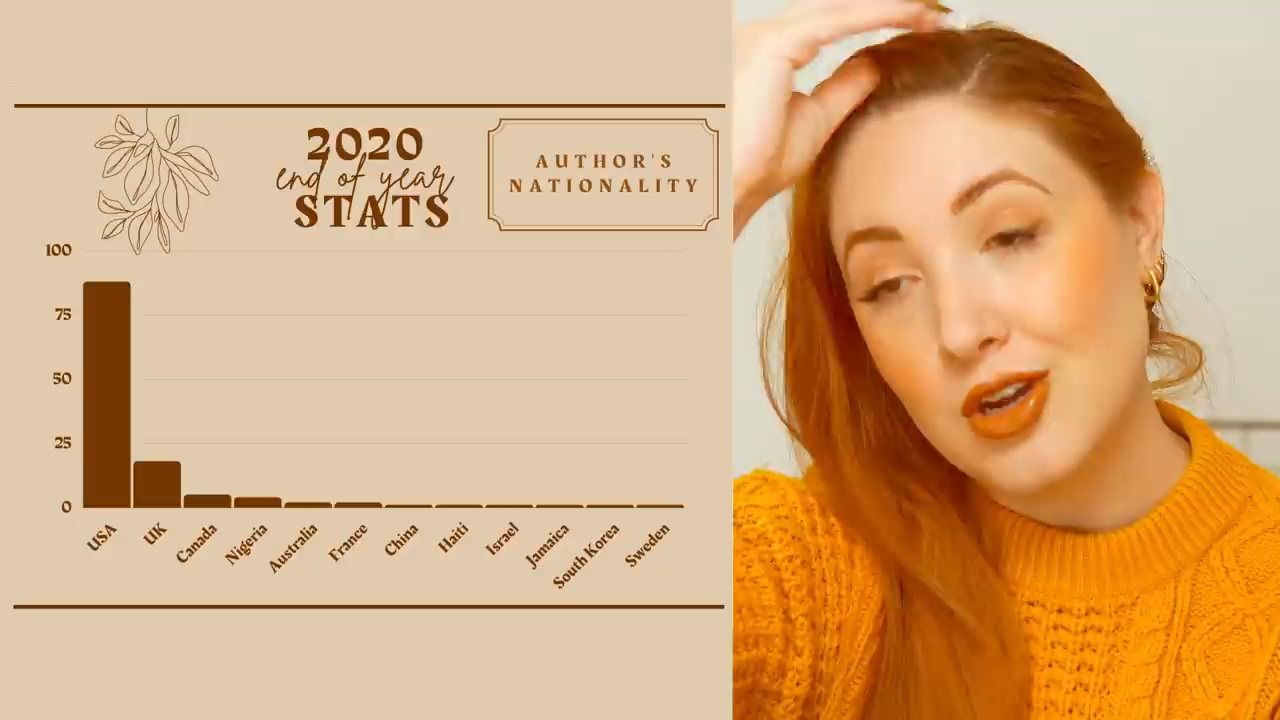 2020
end of year
STATS
AUTHOR'S
NATIONALITY
100
75
50
25
0
USA
UK
Canada
Nigeria
Australia
France
China
Haiti
Israel
Jamaica
South Korea
Sweden